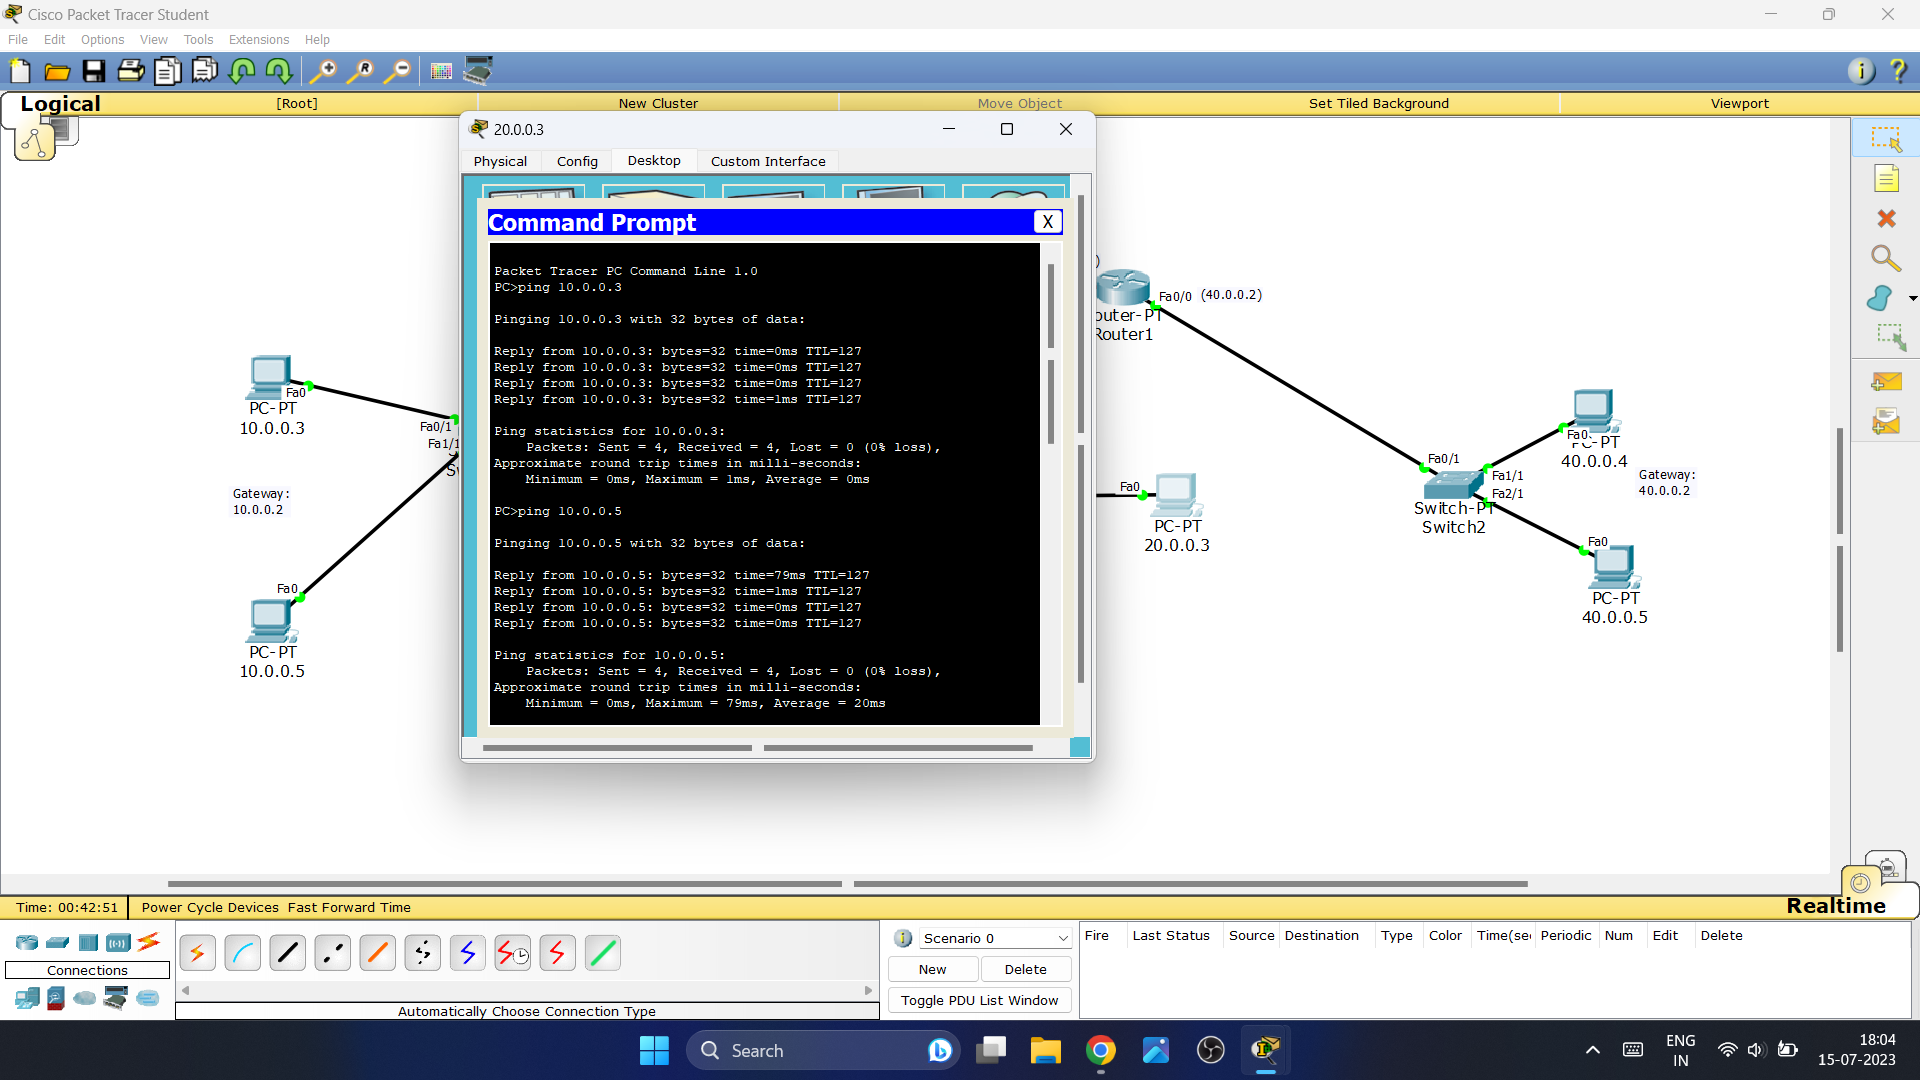 Cisco Packet Tracer Student
File Edit Options View Tools Extensions Help
Logical [Root] New Cluster Move Object Set Tiled Background Viewport
20.0.0.3
Physical Config Desktop Custom Interface
Command Prompt X
Packet Tracer PC Command Line 1.0
PC>ping 10.0.0.3
Pinging 10.0.0.3 with 32 bytes of data:
Reply from 10.0.0.3: bytes=32 time=0ms TTL=127
Reply from 10.0.0.3: bytes=32 time=0ms TTL=127
Reply from 10.0.0.3: bytes=32 time=0ms TTL=127
Reply from 10.0.0.3: bytes=32 time=1ms TTL=127
Ping statistics for 10.0.0.3:
Packets: Sent = 4, Received = 4, Lost = 0 (0% loss),
Approximate round trip times in milli-seconds:
Minimum = 0ms, Maximum = 1ms, Average = 0ms
PC>ping 10.0.0.5
Pinging 10.0.0.5 with 32 bytes of data:
Reply from 10.0.0.5: bytes=32 time=79ms TTL=127
Reply from 10.0.0.5: bytes=32 time=1ms TTL=127
Reply from 10.0.0.5: bytes=32 time=0ms TTL=127
Reply from 10.0.0.5: bytes=32 time=0ms TTL=127
Ping statistics for 10.0.0.5:
Packets: Sent = 4, Received = 4, Lost = 0 (0% loss),
Approximate round trip times in milli-seconds:
Minimum = 0ms, Maximum = 79ms, Average = 20ms
Fa0
PC-PT
10.0.0.3
Fa0/1
Fa1/1
Gateway:
10.0.0.2
Fa0
PC-PT
10.0.0.5
Fa0/0 (40.0.0.2)
outer-PT
Router1
Fa0
PC-PT
20.0.0.3
Fa0/1
Fa1/1
Fa2/1
Switch-PT
Switch2
Fa0
PC-PT
40.0.0.4
Gateway:
40.0.0.2
Fa0
PC-PT
40.0.0.5
Time: 00:42:51 Power Cycle Devices Fast Forward Time
Realtime
Connections
Automatically Choose Connection Type
Scenario 0
New Delete
Toggle PDU List Window
Fire Last Status Source Destination Type Color Time(sec Periodic Num Edit Delete
Search
ENG
IN
18:04
15-07-2023